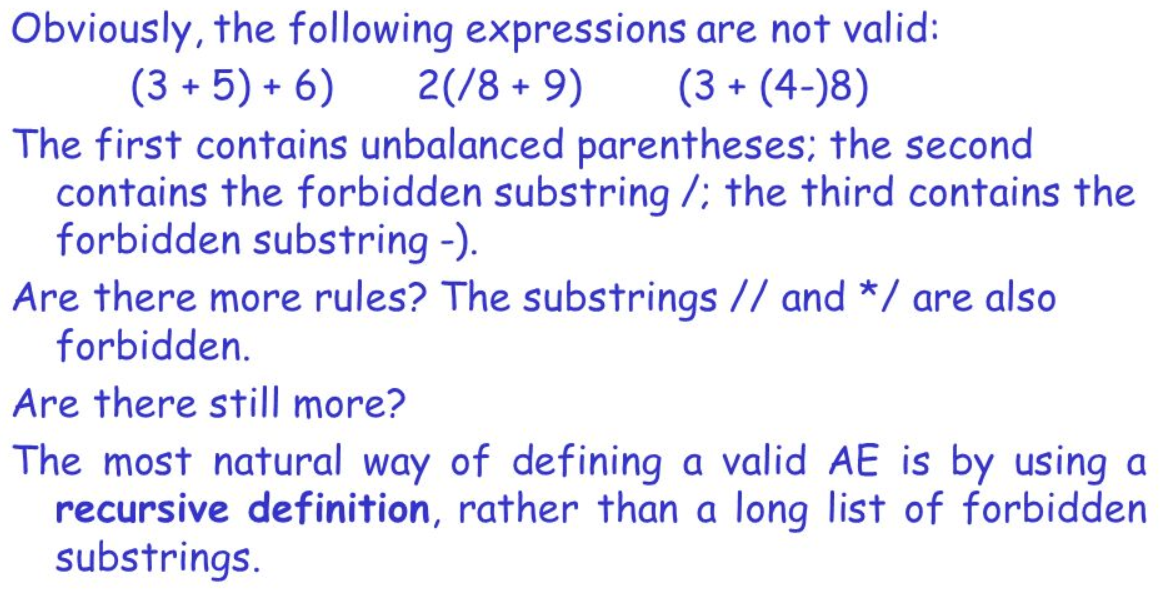 Obviously, the following expressions are not valid:
(3 + 5) + 6) 2(/8 + 9) (3 + (4-)8)
The first contains unbalanced parentheses; the second
contains the forbidden substring /; the third contains the
forbidden substring -).
Are there more rules? The substrings // and */ are also
forbidden.
Are there still more?
The most natural way of defining a valid AE is by using a
recursive definition, rather than a long list of forbidden
substrings.